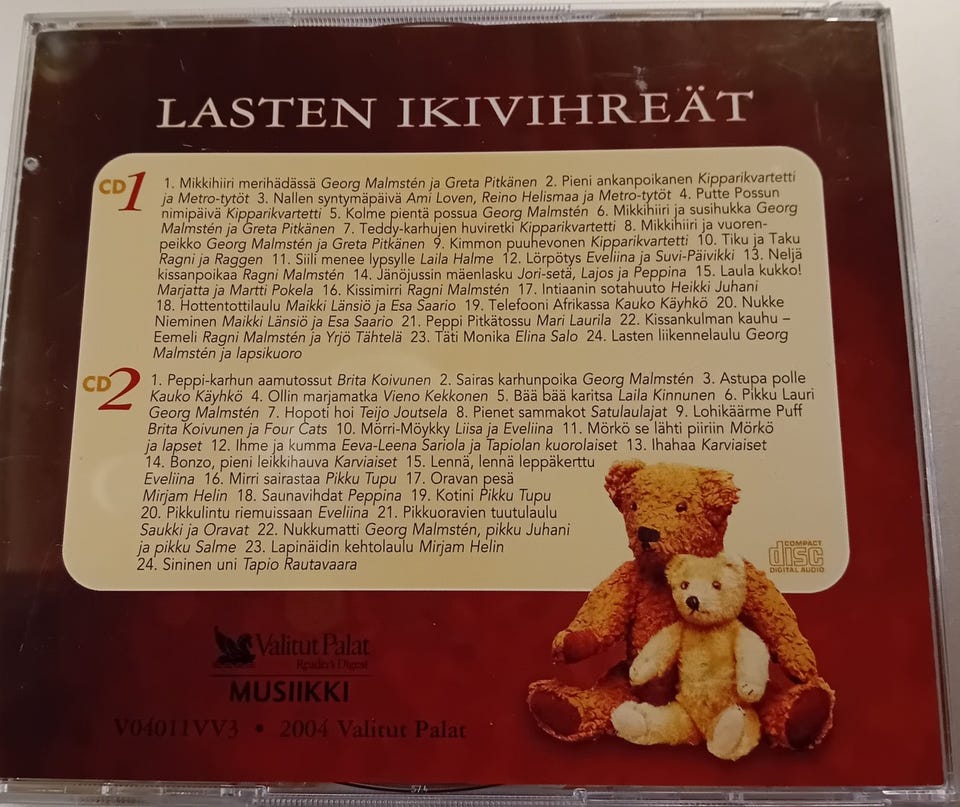 LASTEN IKIVIHREÄT
CD1
1. Mikkihiiri merihädässä Georg Malmstén ja Greta Pitkänen 2. Pieni ankanpoikanen Kipparikvartetti
ja Metro-tytöt 3. Nallen syntymäpäivä Ami Loven, Reino Helismaa ja Metro-tytöt 4. Putte Possun
nimipäivä Kipparikvartetti 5. Kolme pientä possua Georg Malmstén 6. Mikkihiiri ja susihukka Georg
Malmstén ja Greta Pitkänen 7. Teddy-karhujen huviretki Kipparikvartetti 8. Mikkihiiri ja vuoren-
peikko Georg Malmstén ja Greta Pitkänen 9. Kimmon puuhevonen Kipparikvartetti 10. Tiku ja Taku
Ragni ja Raggen 11. Siili menee lypsylle Laila Halme 12. Lörpötys Eveliina ja Suvi-Päivikki 13. Neljä
kissanpoikaa Ragni Malmstén 14. Jänöjussin mäenlasku Jori-setä, Lajos ja Peppina 15. Laula kukko!
Marjatta ja Martti Pokela 16. Kissimirri Ragni Malmstén 17. Intiaanin sotahuuto Heikki Juhani
18. Hottentottilaulu Maikki Länsiö ja Esa Saario 19. Telefooni Afrikassa Kauko Käyhkö 20. Nukke
Nieminen Maikki Länsiö ja Esa Saario 21. Peppi Pitkätossu Mari Laurila 22. Kissankulman kauhu –
Eemeli Ragni Malmstén ja Yrjö Tähtelä 23. Täti Monika Elina Salo 24. Lasten liikennelaulu Georg
Malmstén ja lapsikuoro
CD2
1. Peppi-karhun aamutossut Brita Koivunen 2. Sairas karhunpoika Georg Malmstén 3. Astupa polle
Kauko Käyhkö 4. Ollin marjamatka Vieno Kekkonen 5. Bää bää karitsa Laila Kinnunen 6. Pikku Lauri
Georg Malmstén 7. Hopoti hoi Teijo Joutsela 8. Pienet sammakot Satulaulajat 9. Lohikäärme Puff
Brita Koivunen ja Four Cats 10. Mörri-Möykky Liisa ja Eveliina 11. Mörkö se lähti piiriin Mörkö
ja lapset 12. Ihme ja kumma Eeva-Leena Sariola ja Tapiolan kuorolaiset 13. Ihahaa Karviaiset
14. Bonzo, pieni leikkihauva Karviaiset 15. Lennä, lennä leppäkerttu
Eveliina 16. Mirri sairastaa Pikku Tupu 17. Oravan pesä
Mirjam Helin 18. Saunavihdat Peppina 19. Kotini Pikku Tupu
20. Pikkulintu riemuissaan Eveliina 21. Pikkuoravien tuutulaulu
Saukki ja Oravat 22. Nukkumatti Georg Malmstén, pikku Juhani
ja pikku Salme 23. Lapinäidin kehtolaulu Mirjam Helin
24. Sininen uni Tapio Rautavaara
COMPACT
disc
DIGITAL AUDIO
Valitut Palat
Reader's Digest
MUSIIKKI
V04011VV3 • 2004 Valitut Palat
574